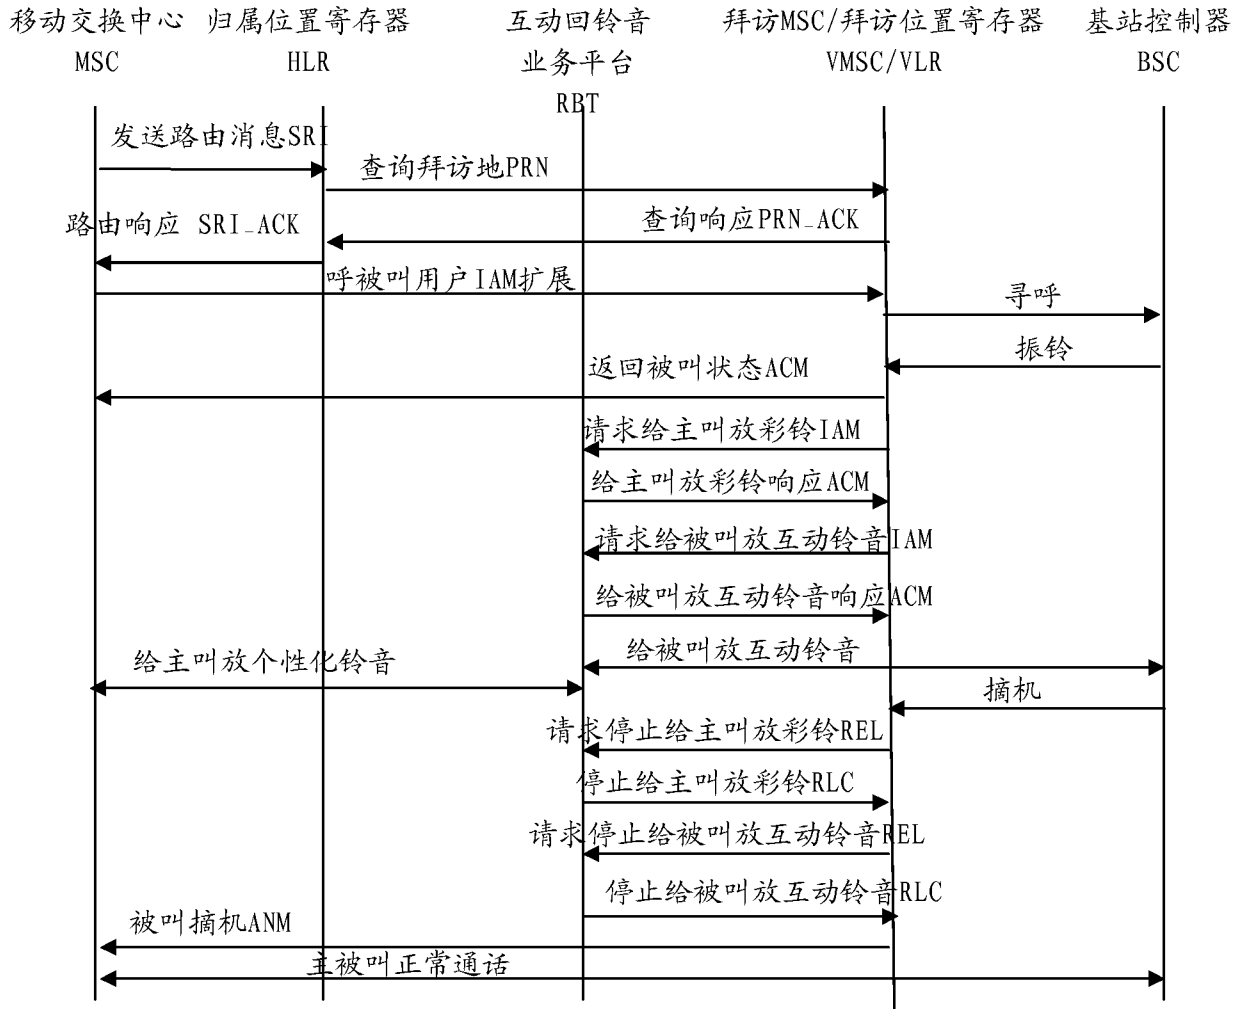 移动交换中心 归属位置寄存器 互动回铃音 拜访MSC/拜访位置寄存器 基站控制器
MSC HLR 业务平台 VMSC/VLR BSC
RBT
发送路由消息SRI
查询拜访地PRN
路由响应 SRI_ACK
查询响应PRN_ACK
呼被叫用户IAM扩展
寻呼
振铃
返回被叫状态ACM
请求给主叫放彩铃IAM
给主叫放彩铃响应ACM
请求给被叫放互动铃音IAM
给被叫放互动铃音响应ACM
给被叫放互动铃音
给主叫放个性化铃音
摘机
请求停止给主叫放彩铃REL
停止给主叫放彩铃RLC
请求停止给被叫放互动铃音REL
停止给被叫放互动铃音RLC
被叫摘机ANM
主被叫正常通话